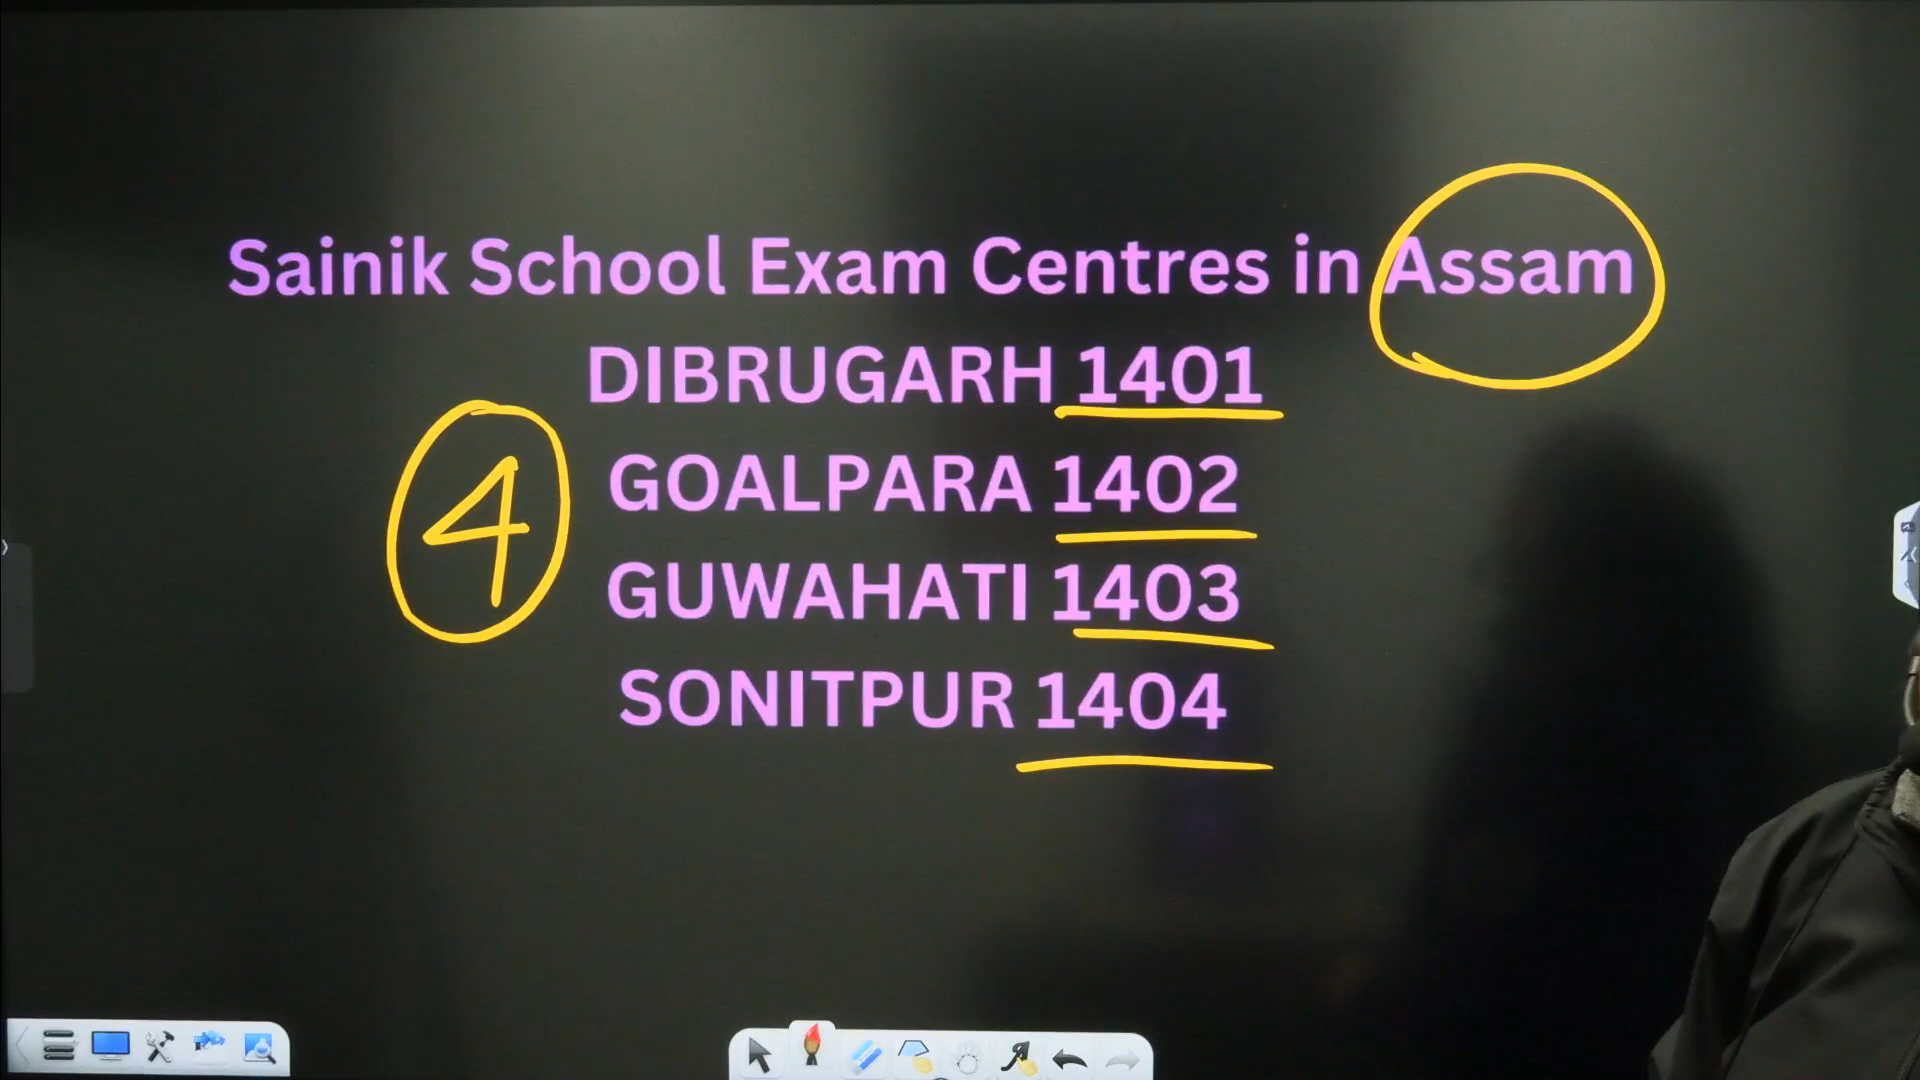 Sainik School Exam Centres in Assam
DIBRUGARH 1401
GOALPARA 1402
GUWAHATI 1403
SONITPUR 1404
4